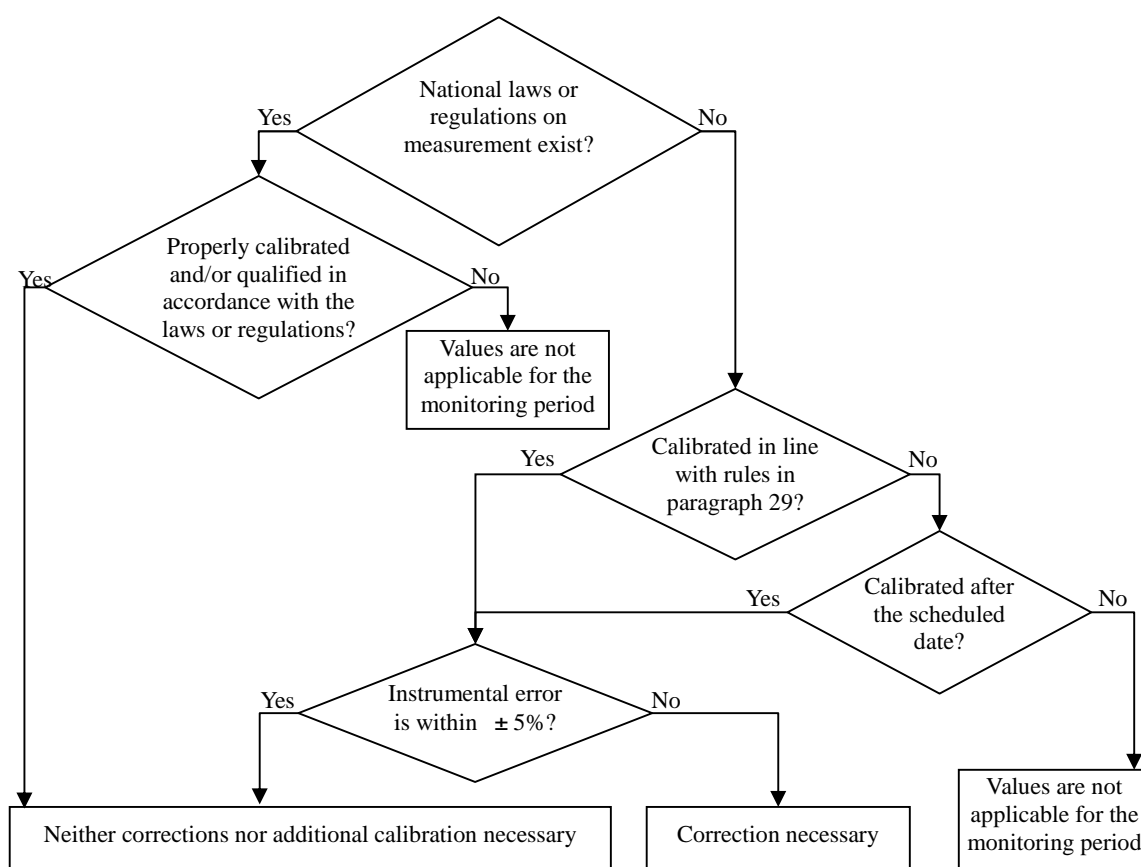 National laws or
regulations on
measurement exist?
Yes
No
Properly calibrated
and/or qualified in
accordance with the
laws or regulations?
Yes
No
Values are not
applicable for the
monitoring period
Calibrated in line
with rules in
paragraph 29?
Yes
No
Calibrated after
the scheduled
date?
Yes
No
Instrumental error
is within ± 5%?
Yes
No
Neither corrections nor additional calibration necessary
Correction necessary
Values are not
applicable for the
monitoring period